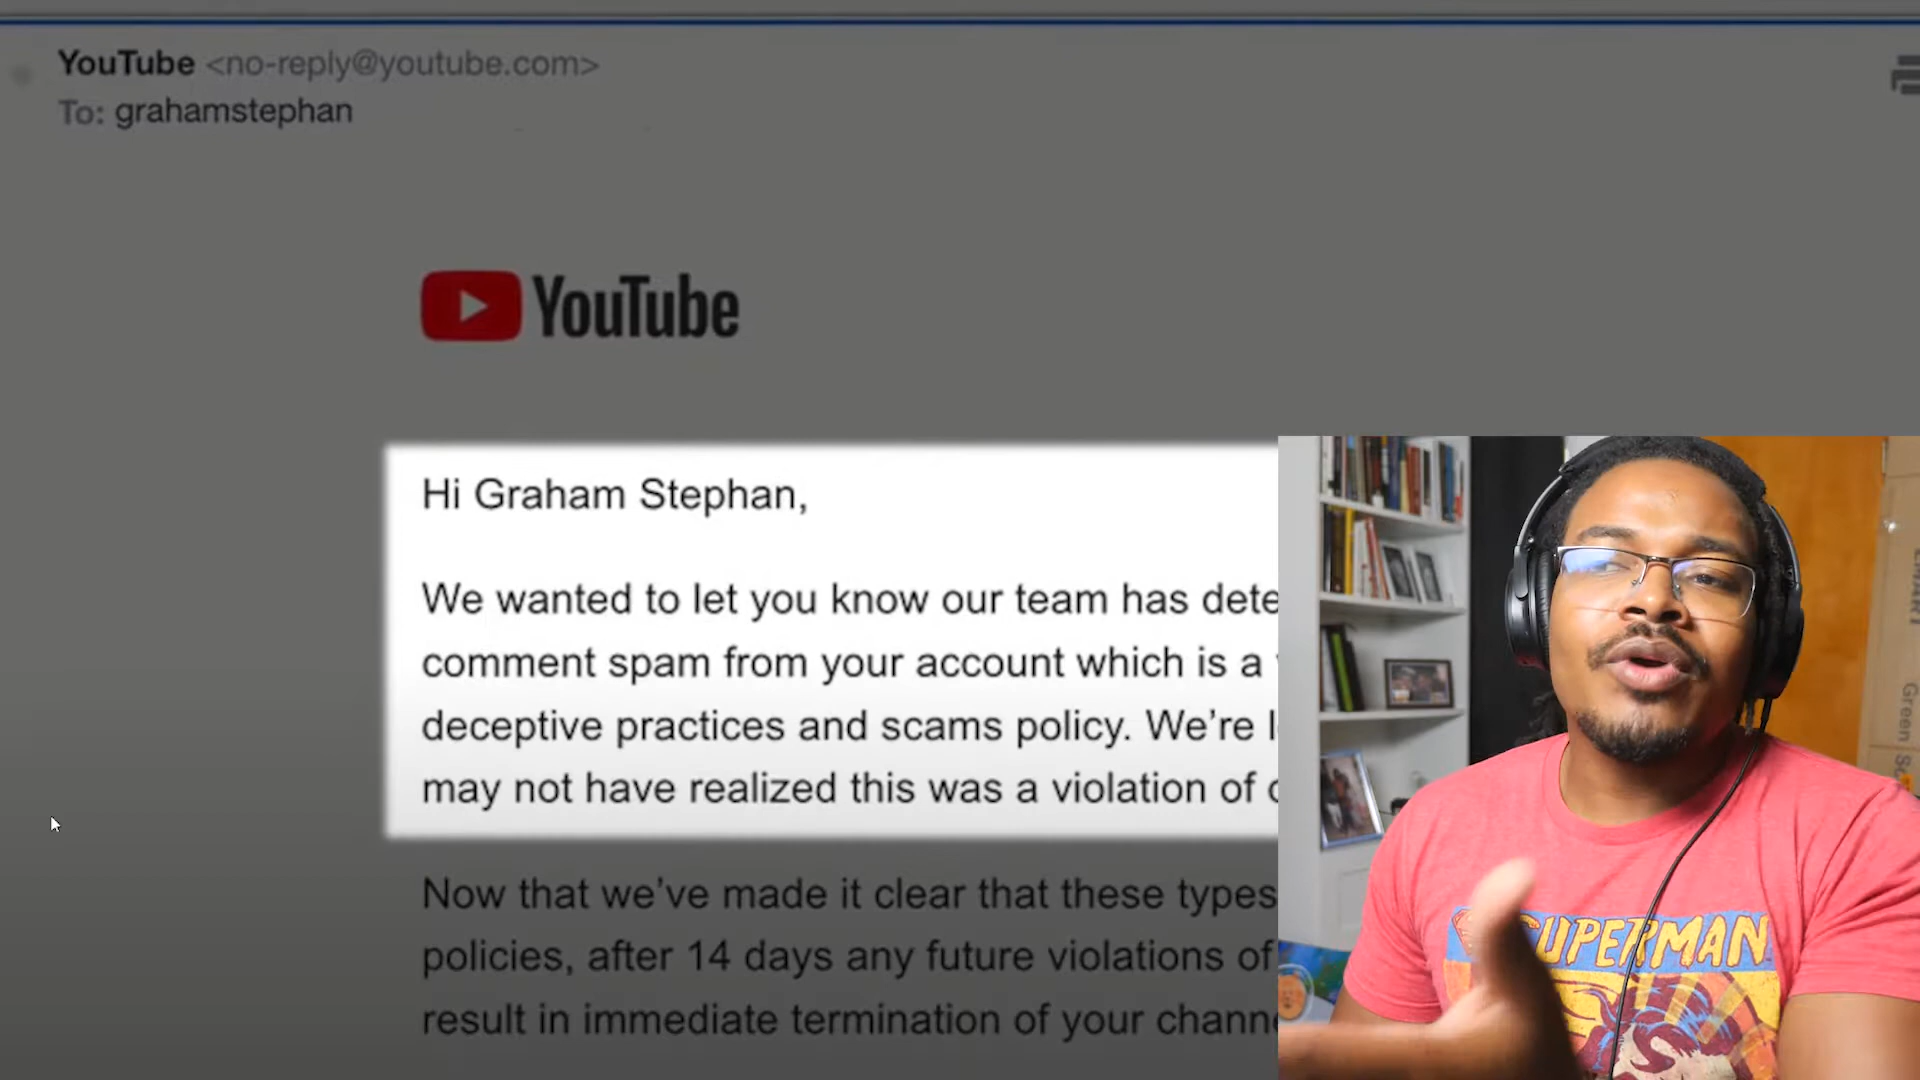 YouTube <no-reply@youtube.com>
To: grahamstephan
YouTube
Hi Graham Stephan,
We wanted to let you know our team has dete
comment spam from your account which is a
deceptive practices and scams policy. We're l
may not have realized this was a violation of
Now that we've made it clear that these types
policies, after 14 days any future violations of
result in immediate termination of your chann
SUPERMAN
Green